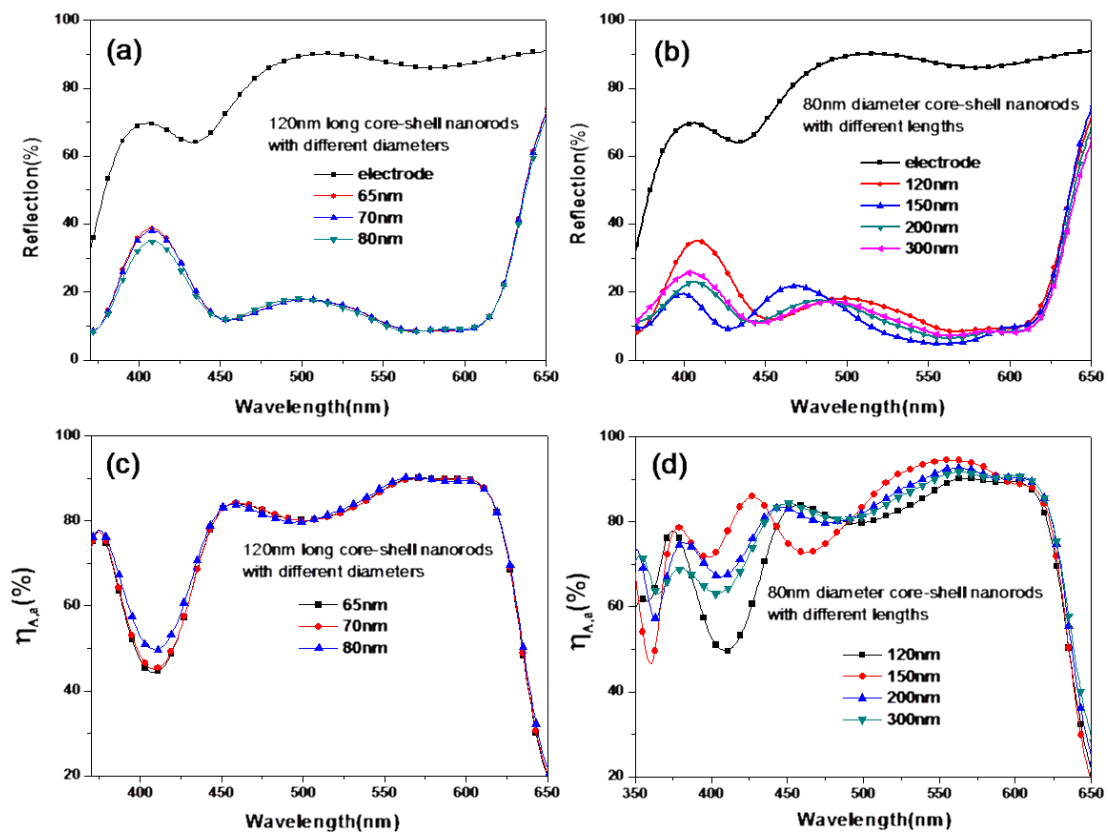 (a)
120nm long core-shell nanorods
with different diameters
electrode
65nm
70nm
80nm
Reflection(%)
100
80
60
40
20
0
400 450 500 550 600 650
Wavelength(nm)
(b)
80nm diameter core-shell nanorods
with different lengths
electrode
120nm
150nm
200nm
300nm
Reflection(%)
100
80
60
40
20
0
400 450 500 550 600 650
Wavelength(nm)
(c)
120nm long core-shell nanorods
with different diameters
65nm
70nm
80nm
ηA,a(%)
100
80
60
40
20
400 450 500 550 600 650
Wavelength(nm)
(d)
80nm diameter core-shell nanorods
with different lengths
120nm
150nm
200nm
300nm
ηA,a(%)
100
80
60
40
20
350 400 450 500 550 600 650
Wavelength(nm)